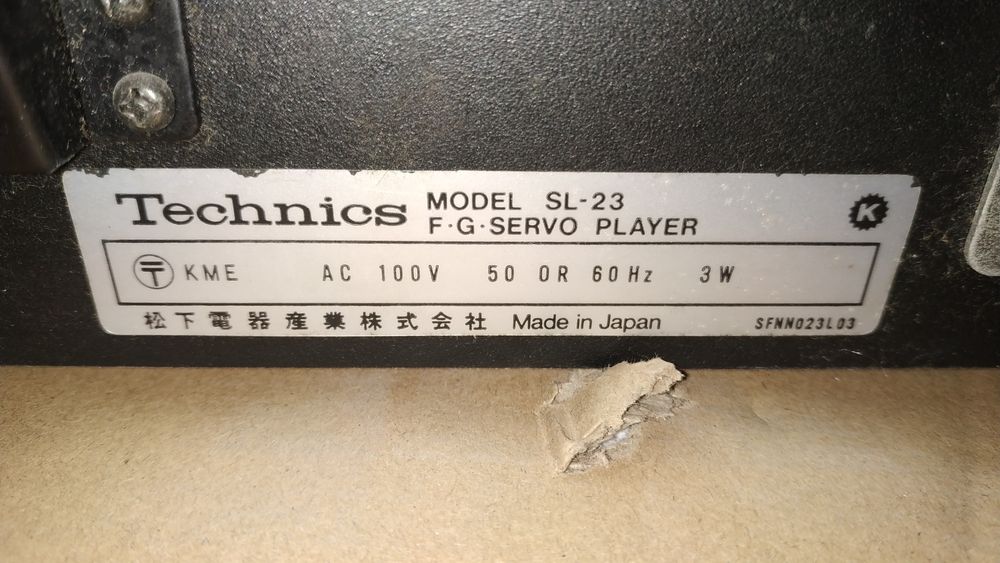 Technics MODEL SL-23
F·G·SERVO PLAYER
K
〒 KME AC 100V 50 OR 60Hz 3W
松下電器産業株式会社 Made in Japan SFNN023L03